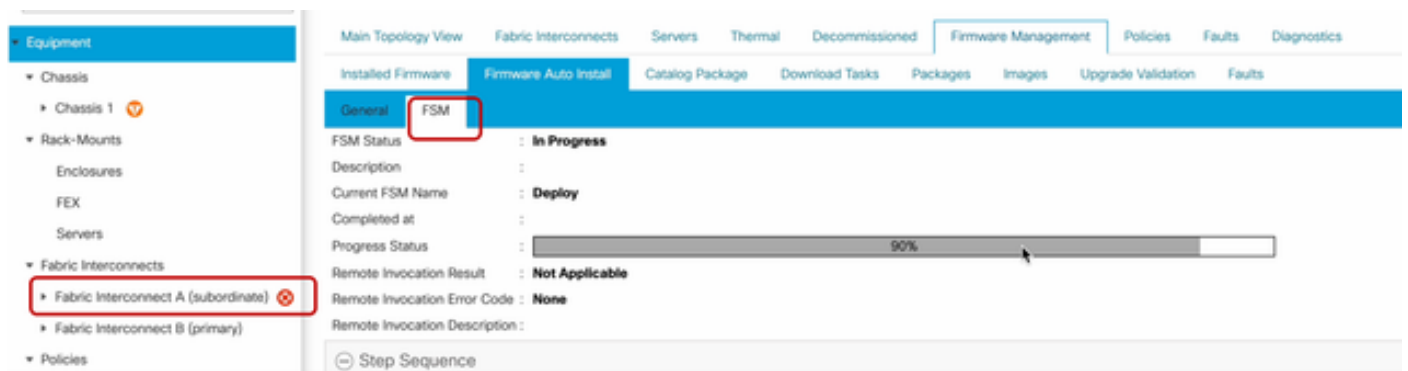 Equipment
Chassis
Chassis 1
Rack-Mounts
Enclosures
FEX
Servers
Fabric Interconnects
Fabric Interconnect A (subordinate)
Fabric Interconnect B (primary)
Policies
Main Topology View Fabric Interconnects Servers Thermal Decommissioned Firmware Management Policies Faults Diagnostics
Installed Firmware Firmware Auto Install Catalog Package Download Tasks Packages Images Upgrade Validation Faults
General FSM
FSM Status : In Progress
Description :
Current FSM Name : Deploy
Completed at :
Progress Status : 90%
Remote Invocation Result : Not Applicable
Remote Invocation Error Code : None
Remote Invocation Description :
Step Sequence